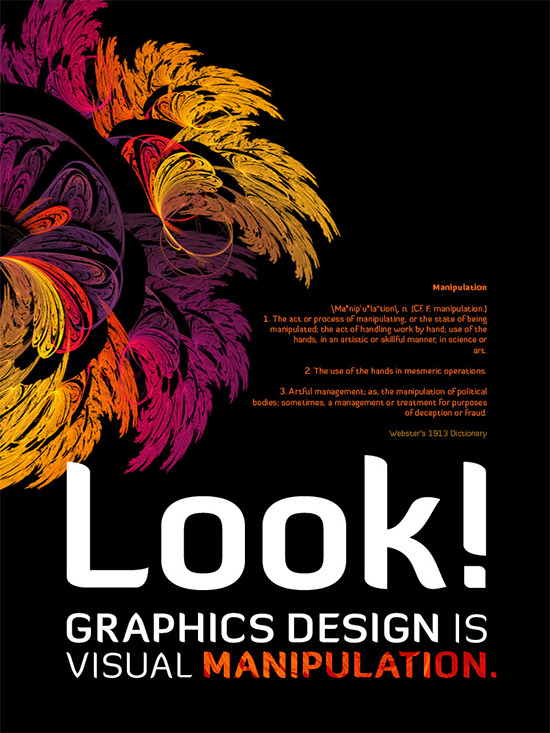 Manipulation
\Ma*nip`u*la"tion\, n. [Cf. F. manipulation.]
1. The act or process of manipulating, or the state of being
manipulated; the act of handling work by hand; use of the
hands, in an artistic or skillful manner, in science or
art.
2. The use of the hands in mesmeric operations.
3. Artful management; as, the manipulation of political
bodies; sometimes, a management or treatment for purposes
of deception or fraud.
Webster's 1913 Dictionary
Look!
GRAPHICS DESIGN IS
VISUAL MANIPULATION.